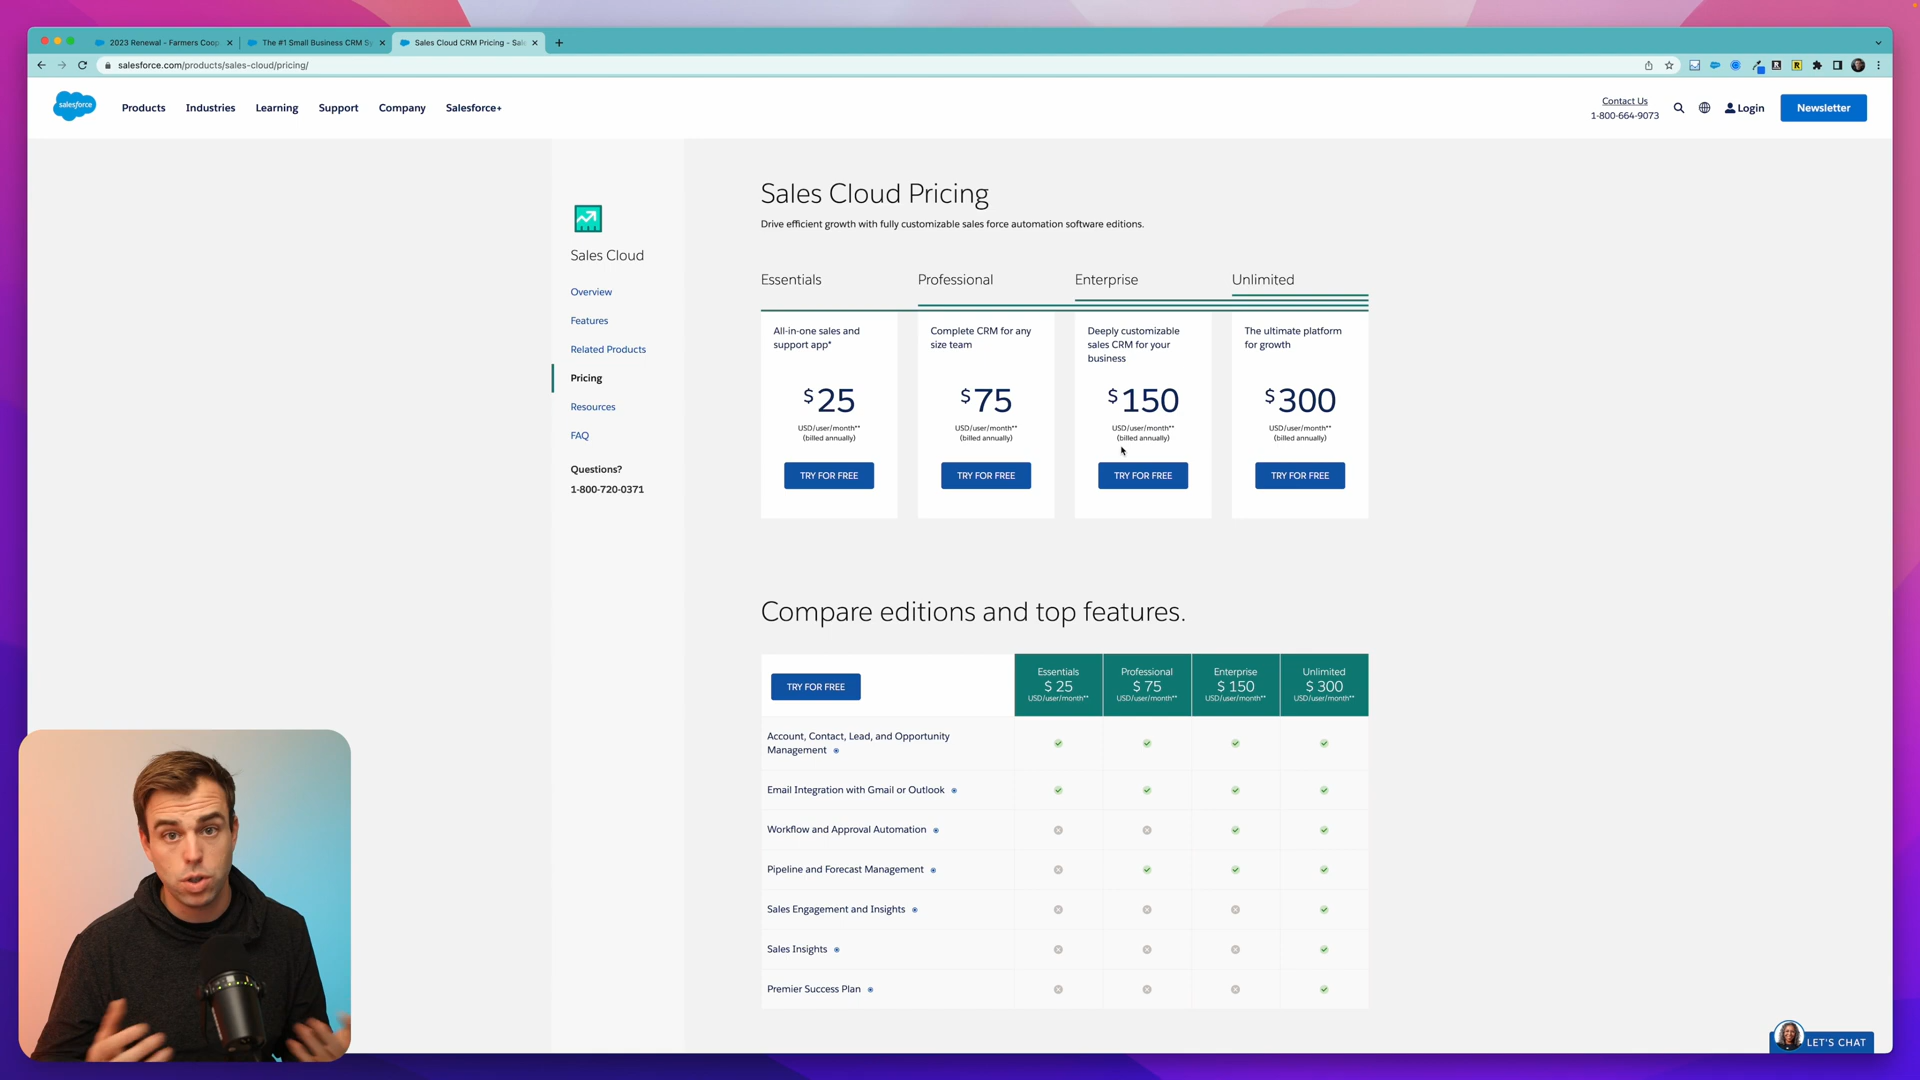 2023 Renewal - Farmers Coop
The #1 Small Business CRM Sy
Sales Cloud CRM Pricing - Sal
salesforce.com/products/sales-cloud/pricing/
salesforce
Products
Industries
Learning
Support
Company
Salesforce+
Contact Us
1-800-664-9073
Login
Newsletter
Sales Cloud
Overview
Features
Related Products
Pricing
Resources
FAQ
Questions?
1-800-720-0371
Sales Cloud Pricing
Drive efficient growth with fully customizable sales force automation software editions.
Essentials
Professional
Enterprise
Unlimited
All-in-one sales and
support app*
$25
USD/user/month**
(billed annually)
TRY FOR FREE
Complete CRM for any
size team
$75
USD/user/month**
(billed annually)
TRY FOR FREE
Deeply customizable
sales CRM for your
business
$150
USD/user/month**
(billed annually)
TRY FOR FREE
The ultimate platform
for growth
$300
USD/user/month**
(billed annually)
TRY FOR FREE
Compare editions and top features.
TRY FOR FREE
Essentials
$ 25
USD/user/month**
Professional
$ 75
USD/user/month**
Enterprise
$ 150
USD/user/month**
Unlimited
$ 300
USD/user/month**
Account, Contact, Lead, and Opportunity
Management
Email Integration with Gmail or Outlook
Workflow and Approval Automation
Pipeline and Forecast Management
Sales Engagement and Insights
Sales Insights
Premier Success Plan
LET'S CHAT